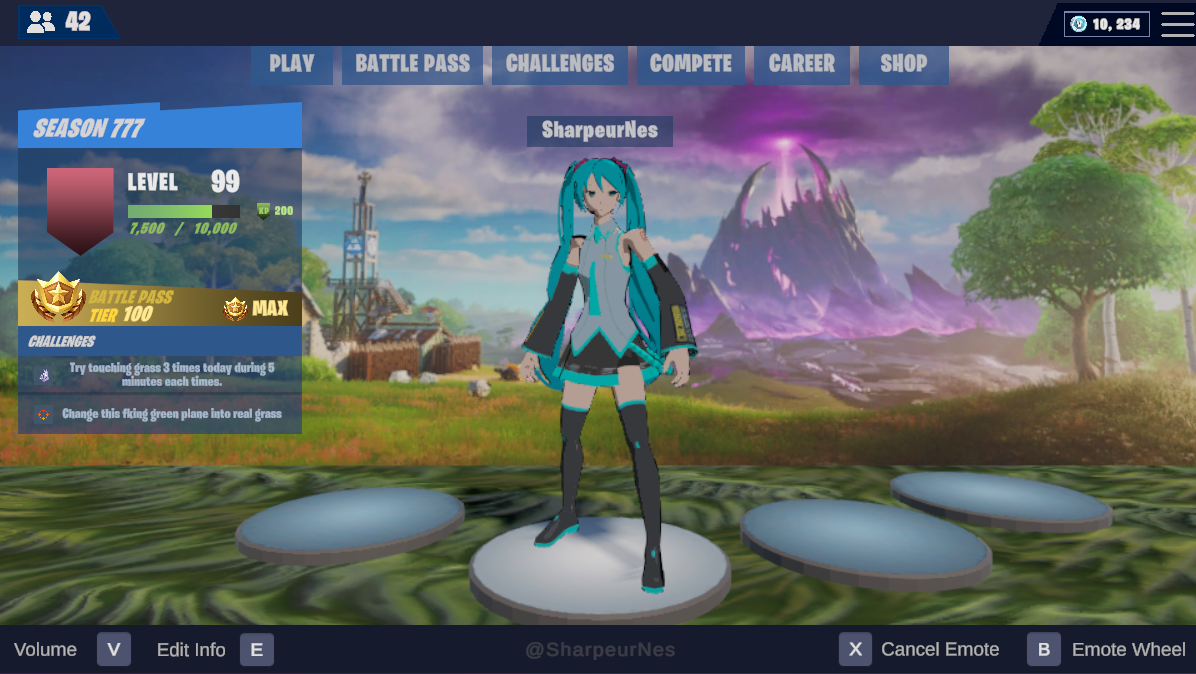 42
10, 234
PLAY
BATTLE PASS
CHALLENGES
COMPETE
CAREER
SHOP
SharpeurNes
SEASON 777
LEVEL 99
XP 200
7,500 / 10,000
BATTLE PASS
TIER 100
MAX
CHALLENGES
Try touching grass 3 times today during 5
minutes each times.
Change this fking green plane into real grass
Volume V
Edit Info E
@SharpeurNes
X Cancel Emote
B Emote Wheel